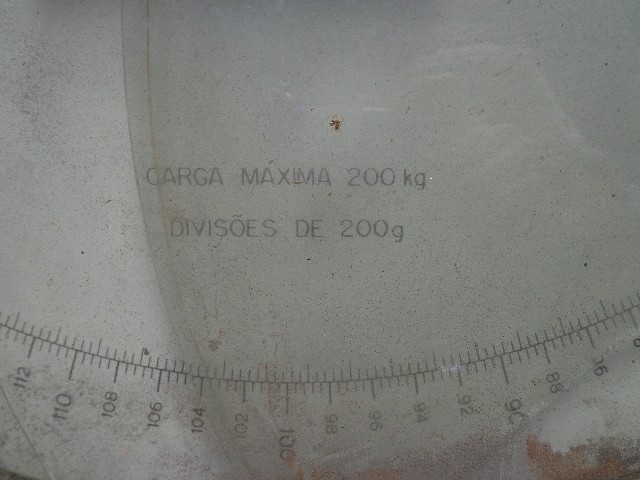 CARGA MÁXIMA 200 kg
DIVISÕES DE 200g
112 110 108 106 104 102 100 98 96 94 92 90 88 86